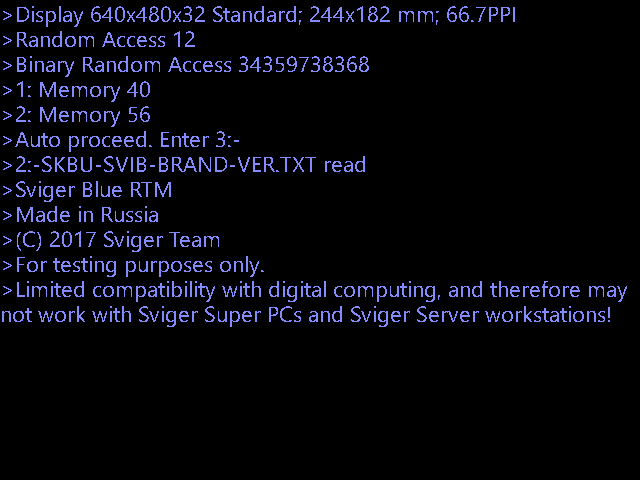 >Display 640x480x32 Standard; 244x182 mm; 66.7PPI
>Random Access 12
>Binary Random Access 34359738368
>1: Memory 40
>2: Memory 56
>Auto proceed. Enter 3:-
>2:-SKBU-SVIB-BRAND-VER.TXT read
>Sviger Blue RTM
>Made in Russia
>(C) 2017 Sviger Team
>For testing purposes only.
>Limited compatibility with digital computing, and therefore may
not work with Sviger Super PCs and Sviger Server workstations!